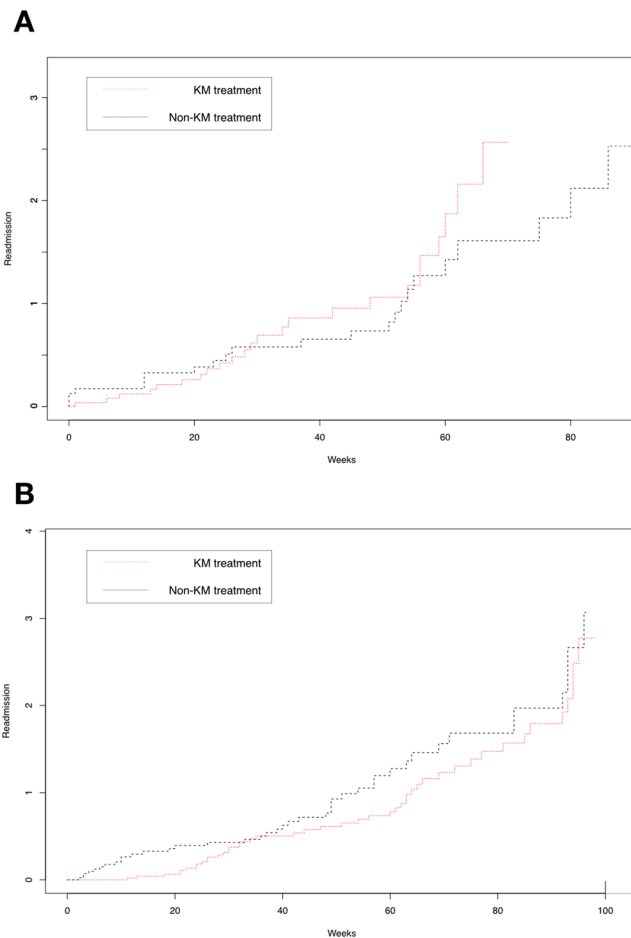 A
3
2
1
0
Readmission
KM treatment
Non-KM treatment
0 20 40 60 80
Weeks
B
4
3
2
1
0
Readmission
KM treatment
Non-KM treatment
0 20 40 60 80 100
Weeks